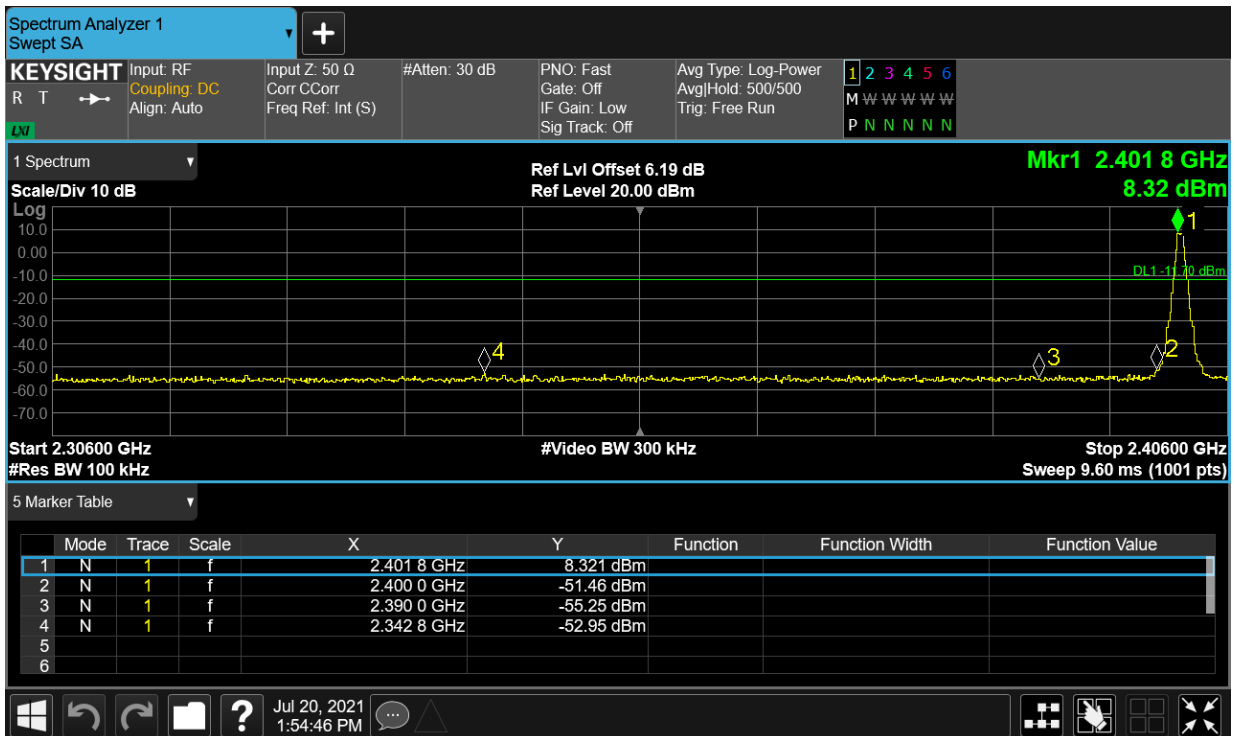 Spectrum Analyzer 1
Swept SA
+
KEYSIGHT Input: RF Input Z: 50 Ω #Atten: 30 dB PNO: Fast Avg Type: Log-Power 1 2 3 4 5 6
R T Coupling: DC Corr CCorr Gate: Off Avg|Hold: 500/500 M W W W W W
Align: Auto Freq Ref: Int (S) IF Gain: Low Trig: Free Run
LXI Sig Track: Off P N N N N N
1 Spectrum Ref Lvl Offset 6.19 dB Mkr1 2.401 8 GHz
Scale/Div 10 dB Ref Level 20.00 dBm 8.32 dBm
Log
1
10.0
0.00
DL1 -11.70 dBm
-10.0
-20.0
-30.0
-40.0
4 3 2
-50.0
-60.0
-70.0
Start 2.30600 GHz #Video BW 300 kHz Stop 2.40600 GHz
#Res BW 100 kHz Sweep 9.60 ms (1001 pts)
5 Marker Table
Mode Trace Scale X Y Function Function Width Function Value
1 N 1 f 2.401 8 GHz 8.321 dBm
2 N 1 f 2.400 0 GHz -51.46 dBm
3 N 1 f 2.390 0 GHz -55.25 dBm
4 N 1 f 2.342 8 GHz -52.95 dBm
5
6
? Jul 20, 2021
1:54:46 PM